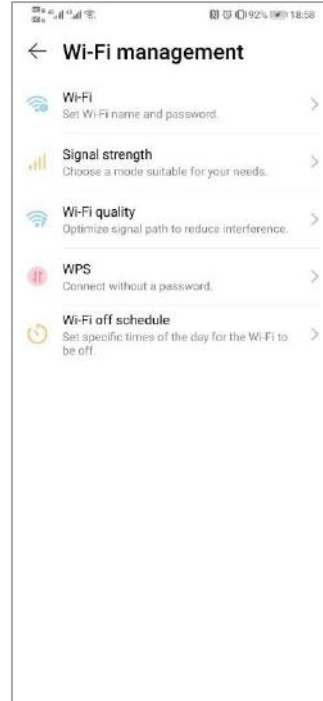 92% 18:58
Wi-Fi management
Wi-Fi
Set Wi-Fi name and password.
Signal strength
Choose a mode suitable for your needs.
Wi-Fi quality
Optimize signal path to reduce interference.
WPS
Connect without a password.
Wi-Fi off schedule
Set specific times of the day for the Wi-Fi to
be off.